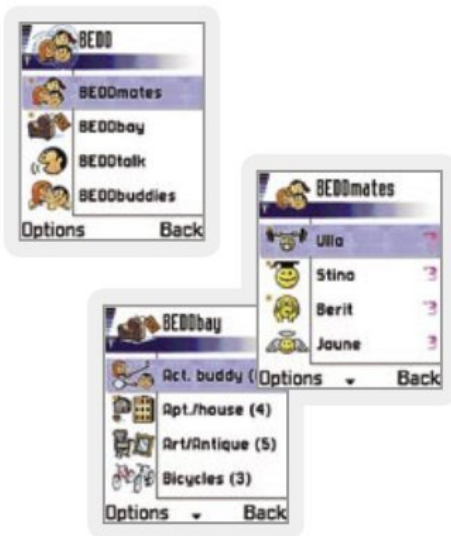 BEDD
BEDDmates
BEDDbay
BEDDtalk
BEDDbuddies
Options Back
BEDDmates
Ulla
Stina
Berit
Jaune
Options Back
BEDDbay
Act. buddy (
Apt./house (4)
Art/Antique (5)
Bicycles (3)
Options Back